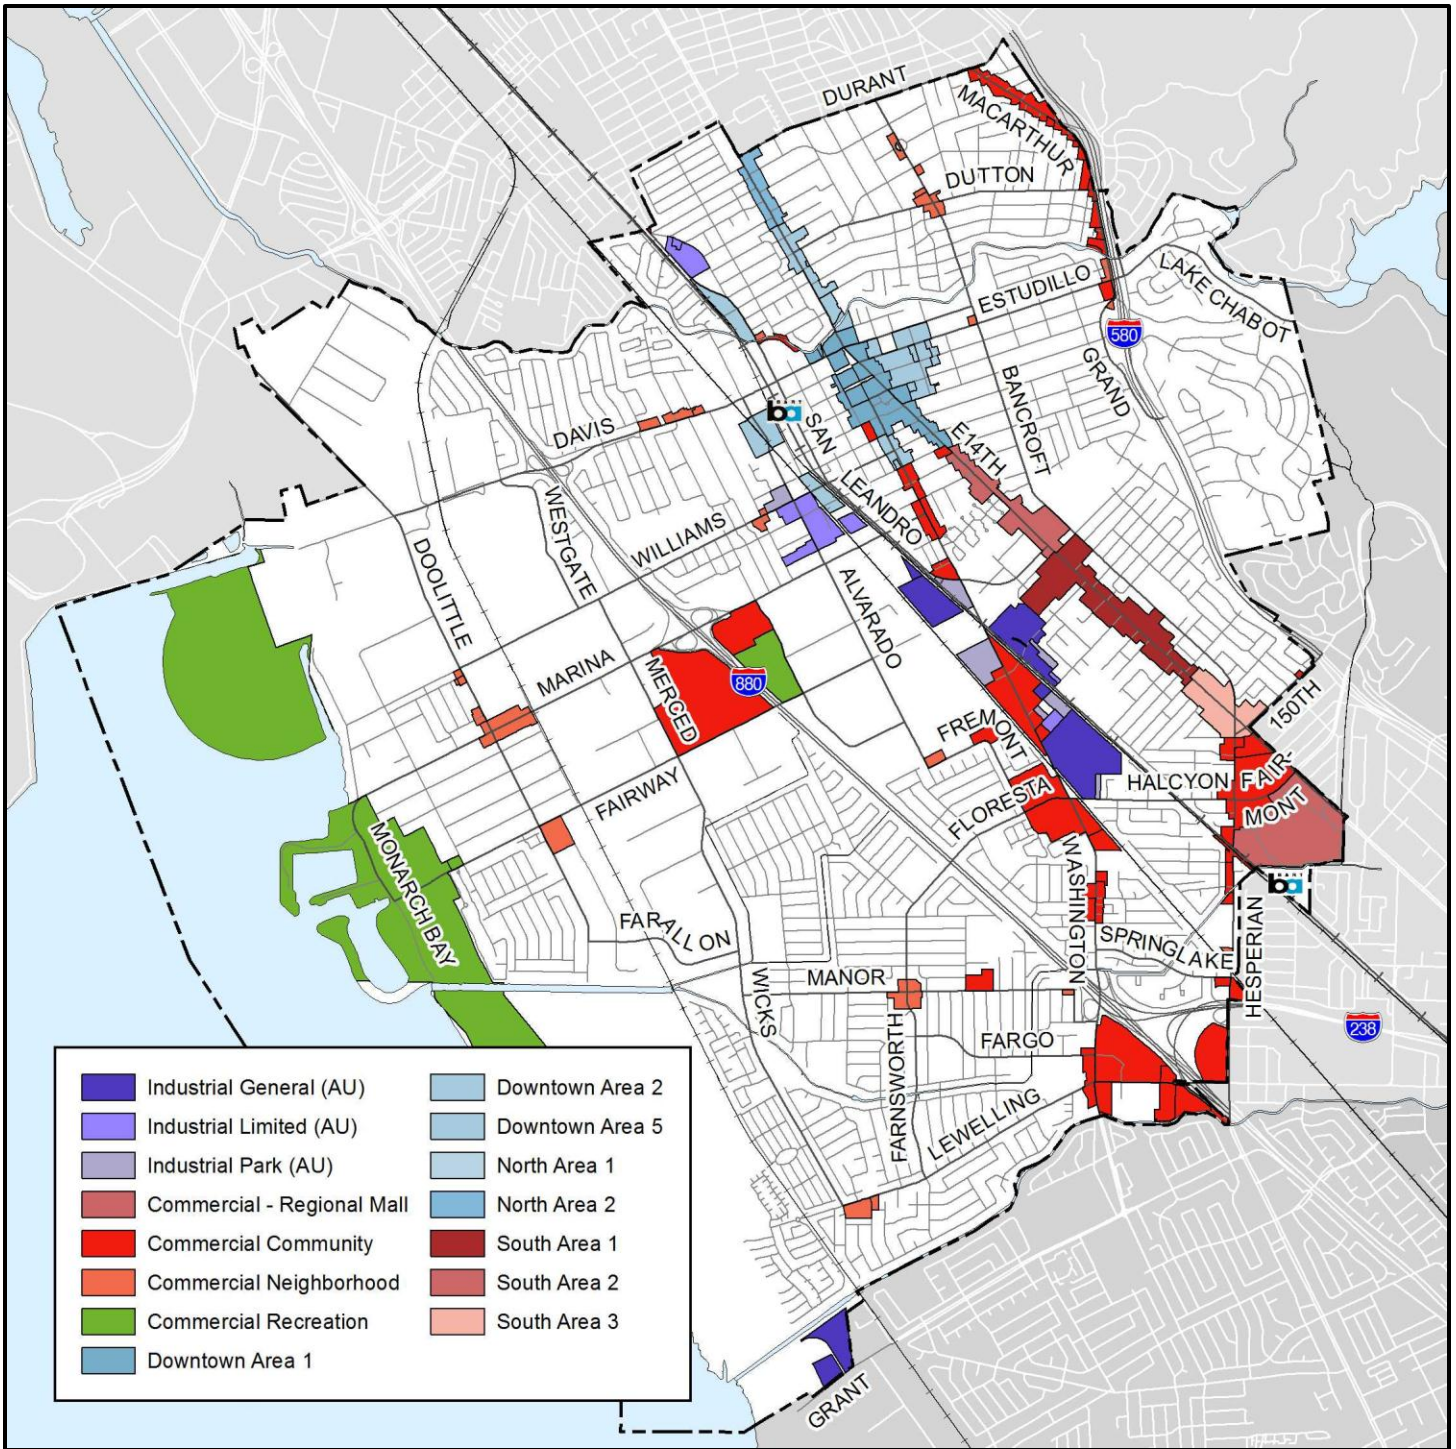 DURANT
MACARTHUR
DUTTON
LAKE CHABOT
ESTUDILLO
580
GRAND
BANCROFT
BART
ba
SAN
LEANDRO
E14TH
DAVIS
WESTGATE
WILLIAMS
DOOLITTLE
ALVARADO
MARINA
MERCED
880
150TH
FREMONT
HALCYON
FAIR-
MONT
FLORESTA
FAIRWAY
MONARCH BAY
WASHINGTON
BART
ba
FARALLON
SPRINGLAKE
HESPERIAN
MANOR
WICKS
238
FARNSWORTH
FARGO
LEWELLING
GRANT
Industrial General (AU)
Industrial Limited (AU)
Industrial Park (AU)
Commercial - Regional Mall
Commercial Community
Commercial Neighborhood
Commercial Recreation
Downtown Area 1
Downtown Area 2
Downtown Area 5
North Area 1
North Area 2
South Area 1
South Area 2
South Area 3